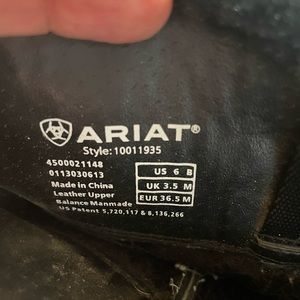 ARIAT®
Style: 10011935
4500021148
0113030613
Made in China
Leather Upper
Balance Manmade
US Patent 5,720,117 & 8,136,266
US 6 B
UK 3.5 M
EUR 36.5 M